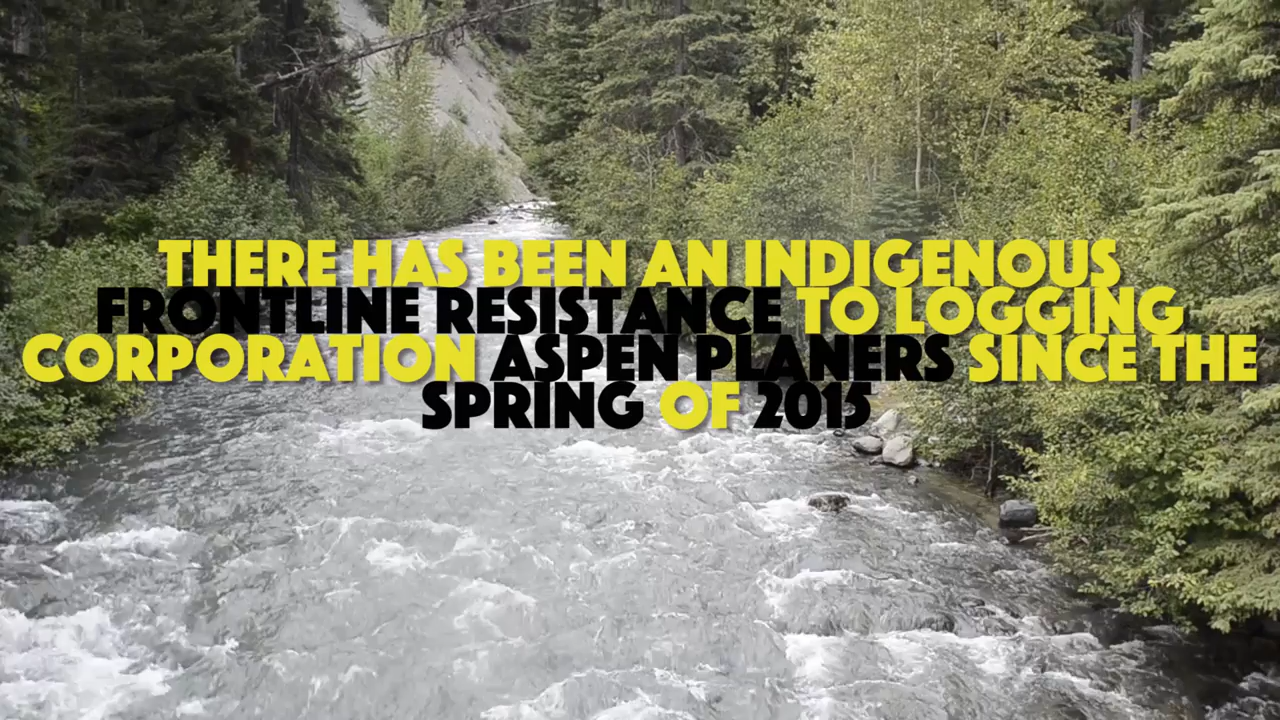 THERE HAS BEEN AN INDIGENOUS
FRONTLINE RESISTANCE TO LOGGING
CORPORATION ASPEN PLANERS SINCE THE
SPRING OF 2015